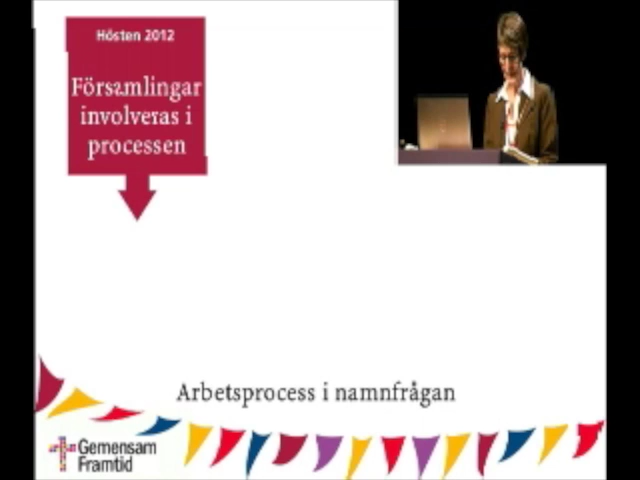 Hösten 2012
Församlingar
involveras i
processen
Arbetsprocess i namnfrågan
Gemensam
Framtid